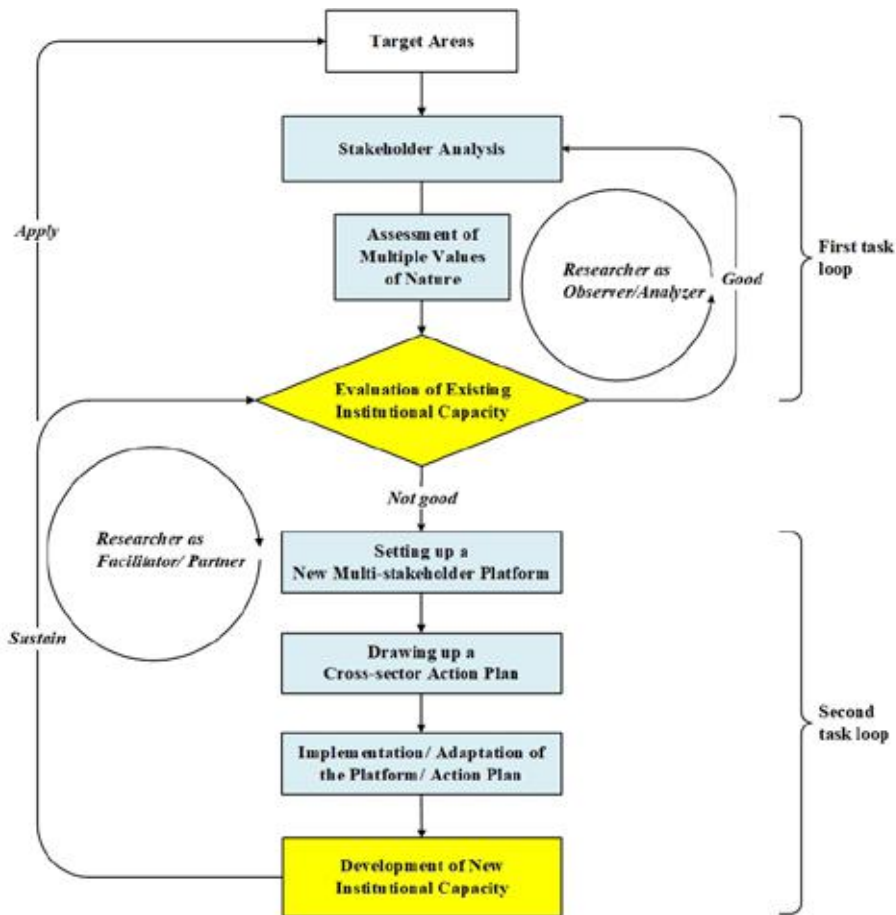 Target Areas
Stakeholder Analysis
Apply
Assessment of
Multiple Values
of Nature
Researcher as
Observer/Analyzer
Good
First task
loop
Evaluation of Existing
Institutional Capacity
Not good
Researcher as
Facilitator/ Partner
Setting up a
New Multi-stakeholder Platform
Sustein
Drawing up a
Cross-sector Action Plan
Second
task loop
Implementation/ Adaptation of
the Platform/ Action Plan
Development of New
Institutional Capacity